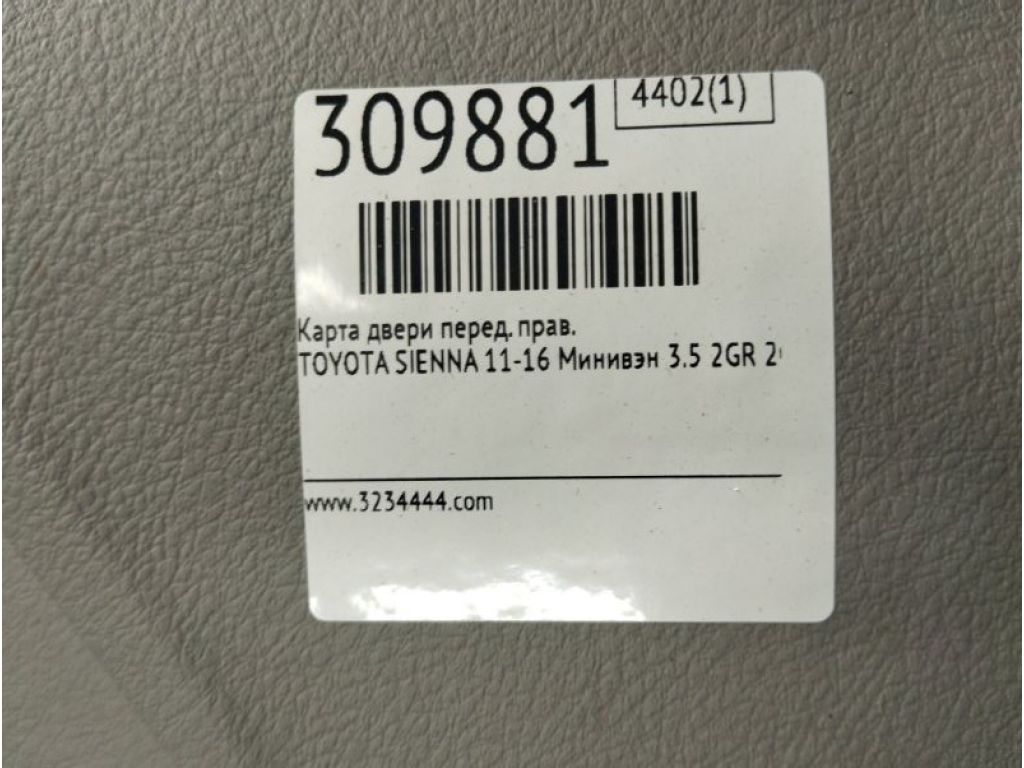 309881
4402(1)
Карта двери перед. прав.
TOYOTA SIENNA 11-16 Минивэн 3.5 2GR
www.3234444.com